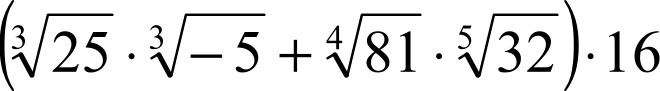 (∛25 · ∛−5 + ∜81 · ⁵√32) · 16